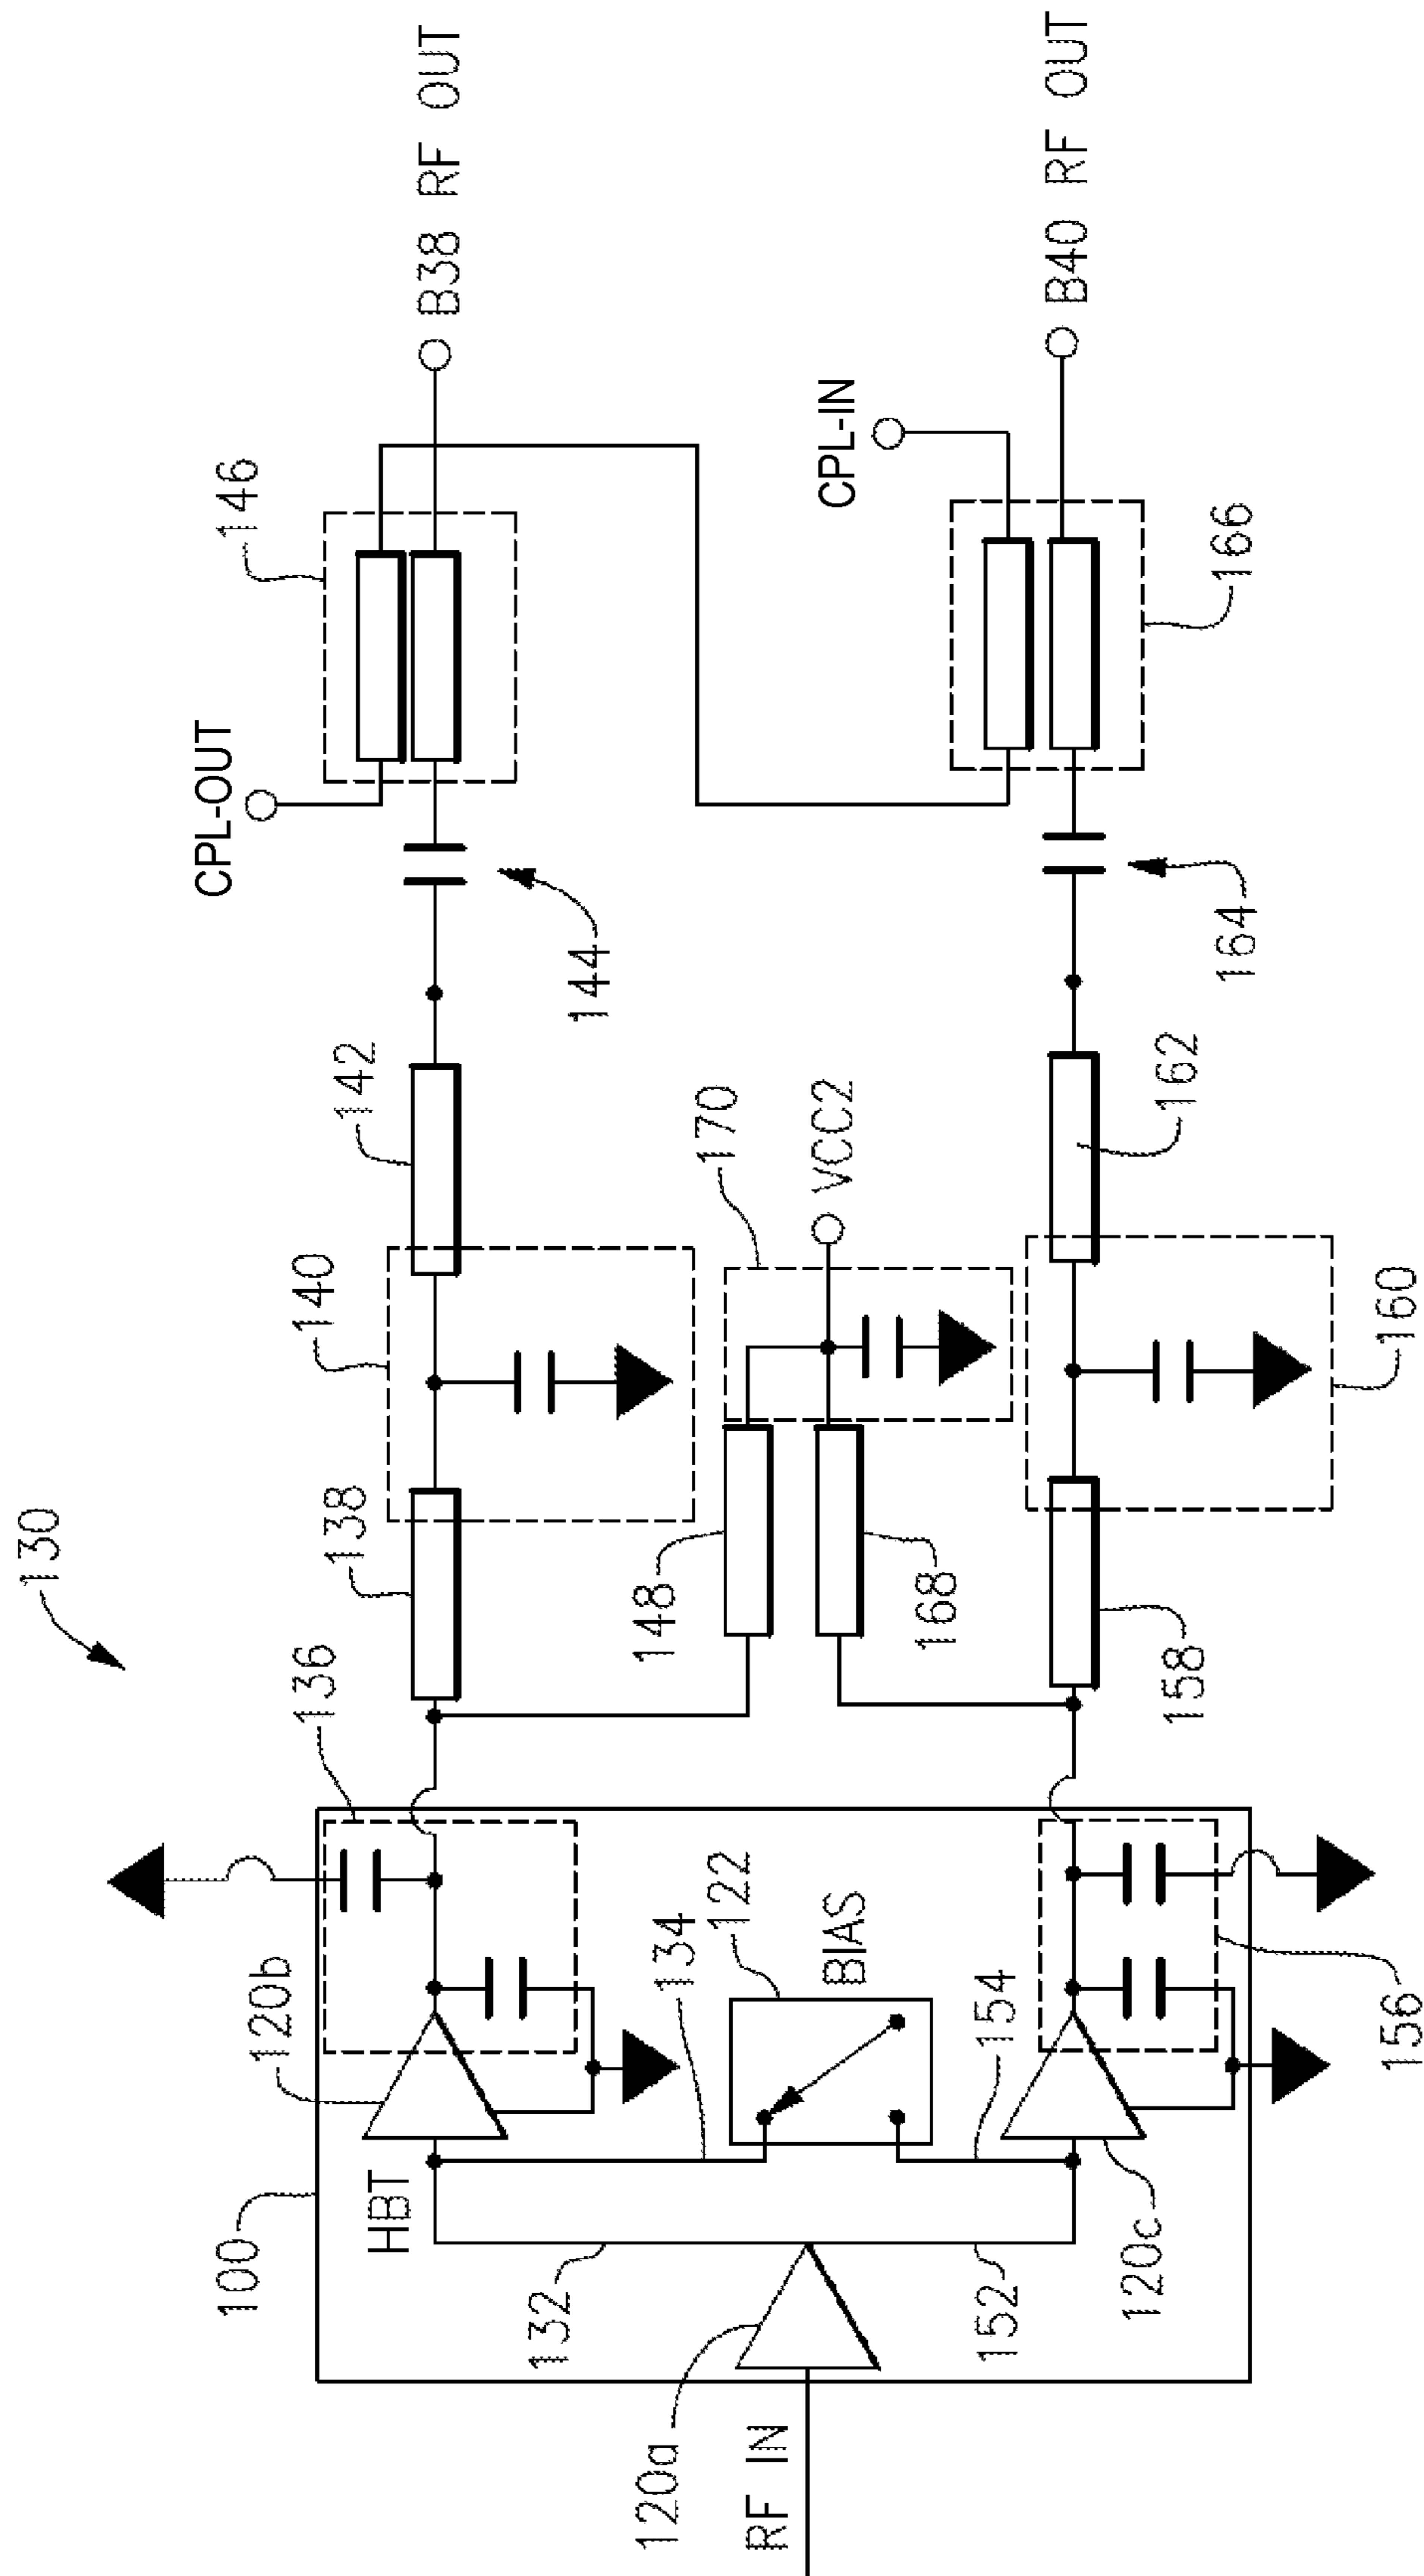 130
100
HBT
120b
136
138
140
142
144
CPL-OUT
146
B38 RF OUT
132
134
122
BIAS
148
168
170
VCC2
CPL-IN
RF IN
120a
152
154
120c
156
158
160
162
164
166
B40 RF OUT